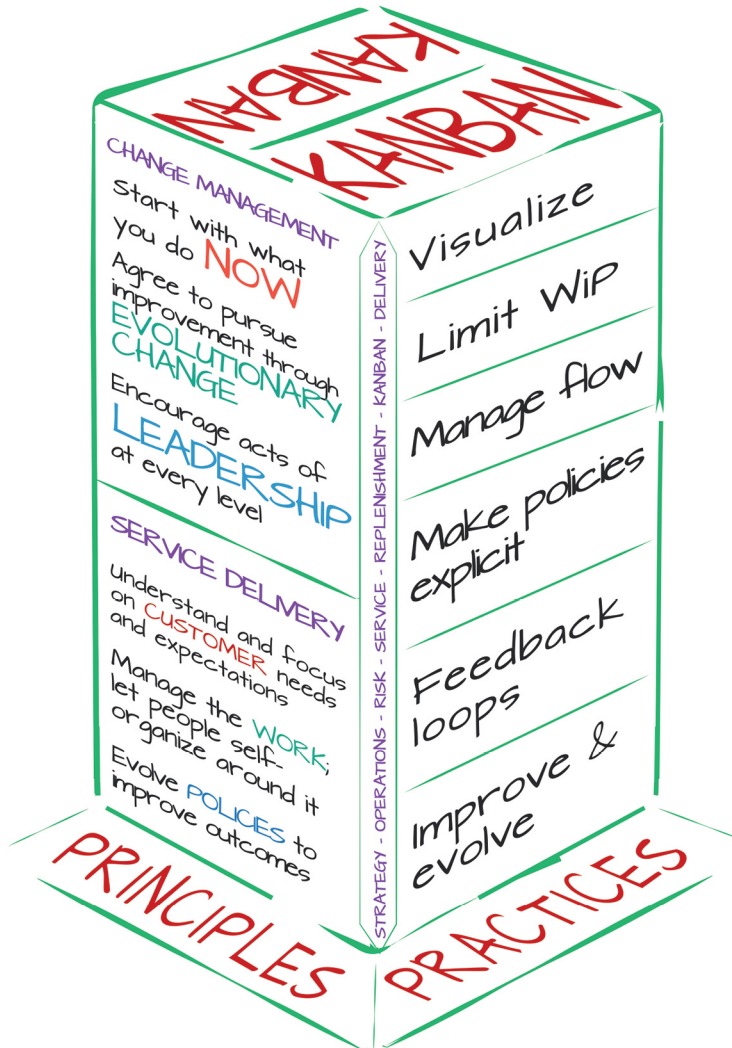 KANBAN
KANBAN
CHANGE MANAGEMENT
Start with what
you do NOW
Agree to pursue
improvement through
EVOLUTIONARY
CHANGE
Encourage acts of
LEADERSHIP
at every level
SERVICE DELIVERY
Understand and focus
on CUSTOMER needs
and expectations
Manage the WORK;
let people self-
organize around it
Evolve POLICIES to
improve outcomes
STRATEGY - OPERATIONS - RISK - SERVICE - REPLENISHMENT - KANBAN - DELIVERY
Visualize
Limit WiP
Manage flow
Make policies
explicit
Feedback
loops
Improve &
evolve
PRINCIPLES
PRACTICES